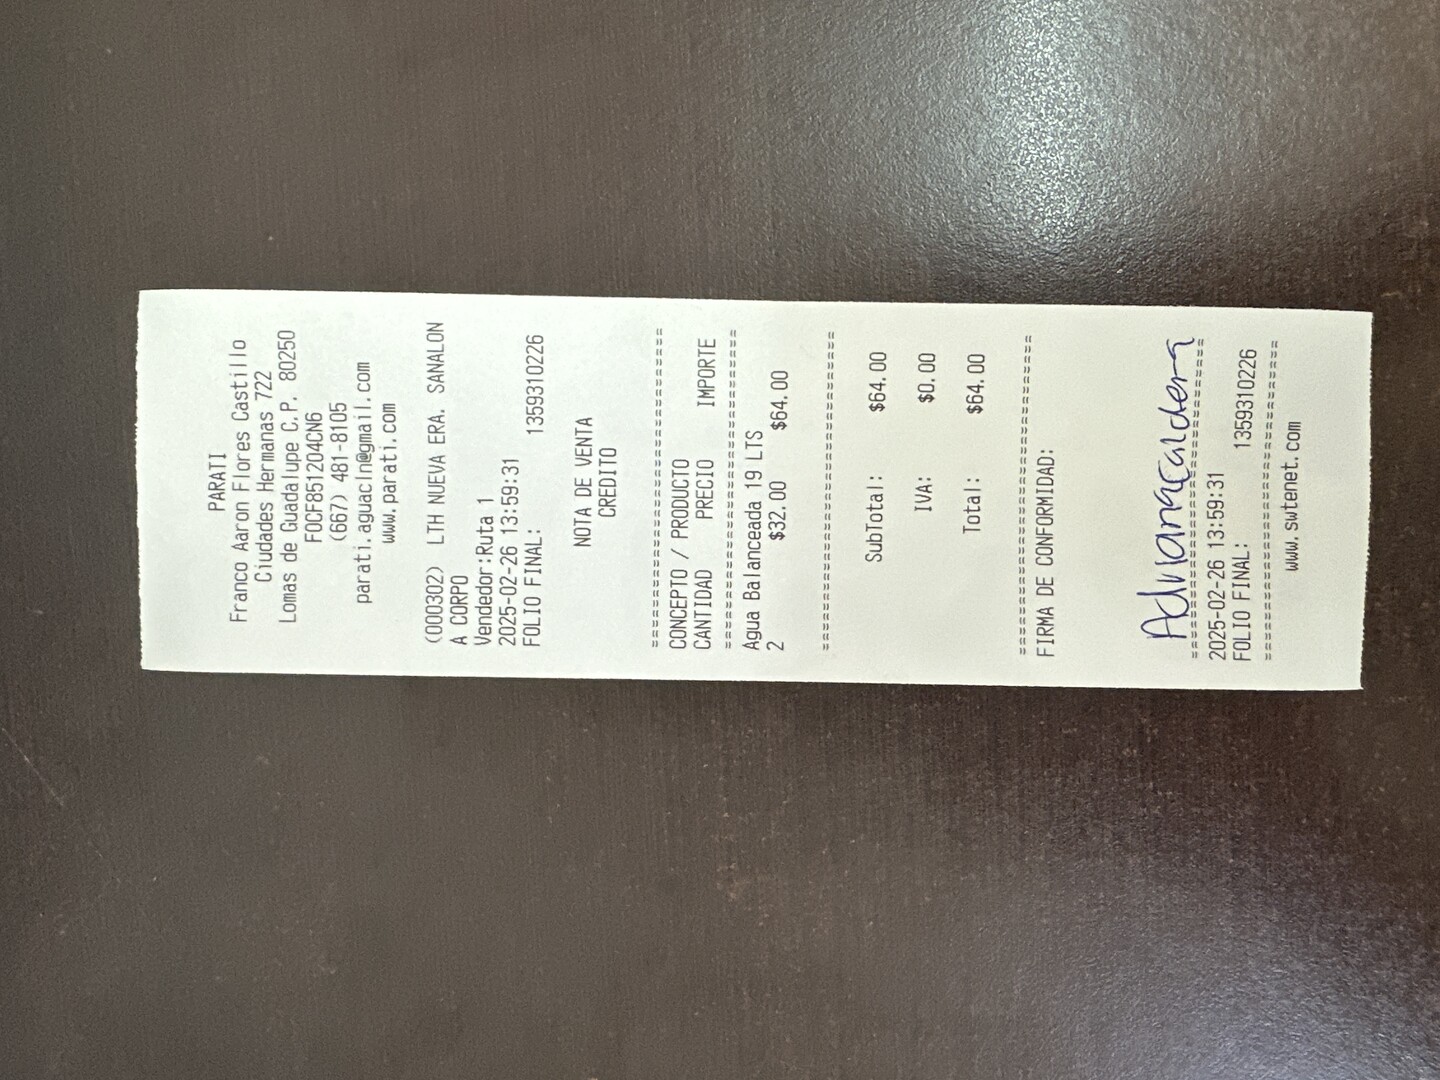 PARATI
Franco Aaron Flores Castillo
Ciudades Hermanas 722
Lomas de Guadalupe C.P. 80250
FOCF851204CN6
(667) 481-8105
parati.aguacln@gmail.com
www.parati.com
(000302) LTH NUEVA ERA. SANALON
A CORPO
Vendedor:Ruta 1
2025-02-26 13:59:31
FOLIO FINAL: 1359310226
NOTA DE VENTA
CREDITO
================================
CONCEPTO / PRODUCTO
CANTIDAD PRECIO IMPORTE
================================
Agua Balanceada 19 LTS
2 $32.00 $64.00
================================
SubTotal: $64.00
IVA: $0.00
Total: $64.00
================================
FIRMA DE CONFORMIDAD:
Adriana Caldera
================================
2025-02-26 13:59:31
FOLIO FINAL: 1359310226
================================
www.swtenet.com